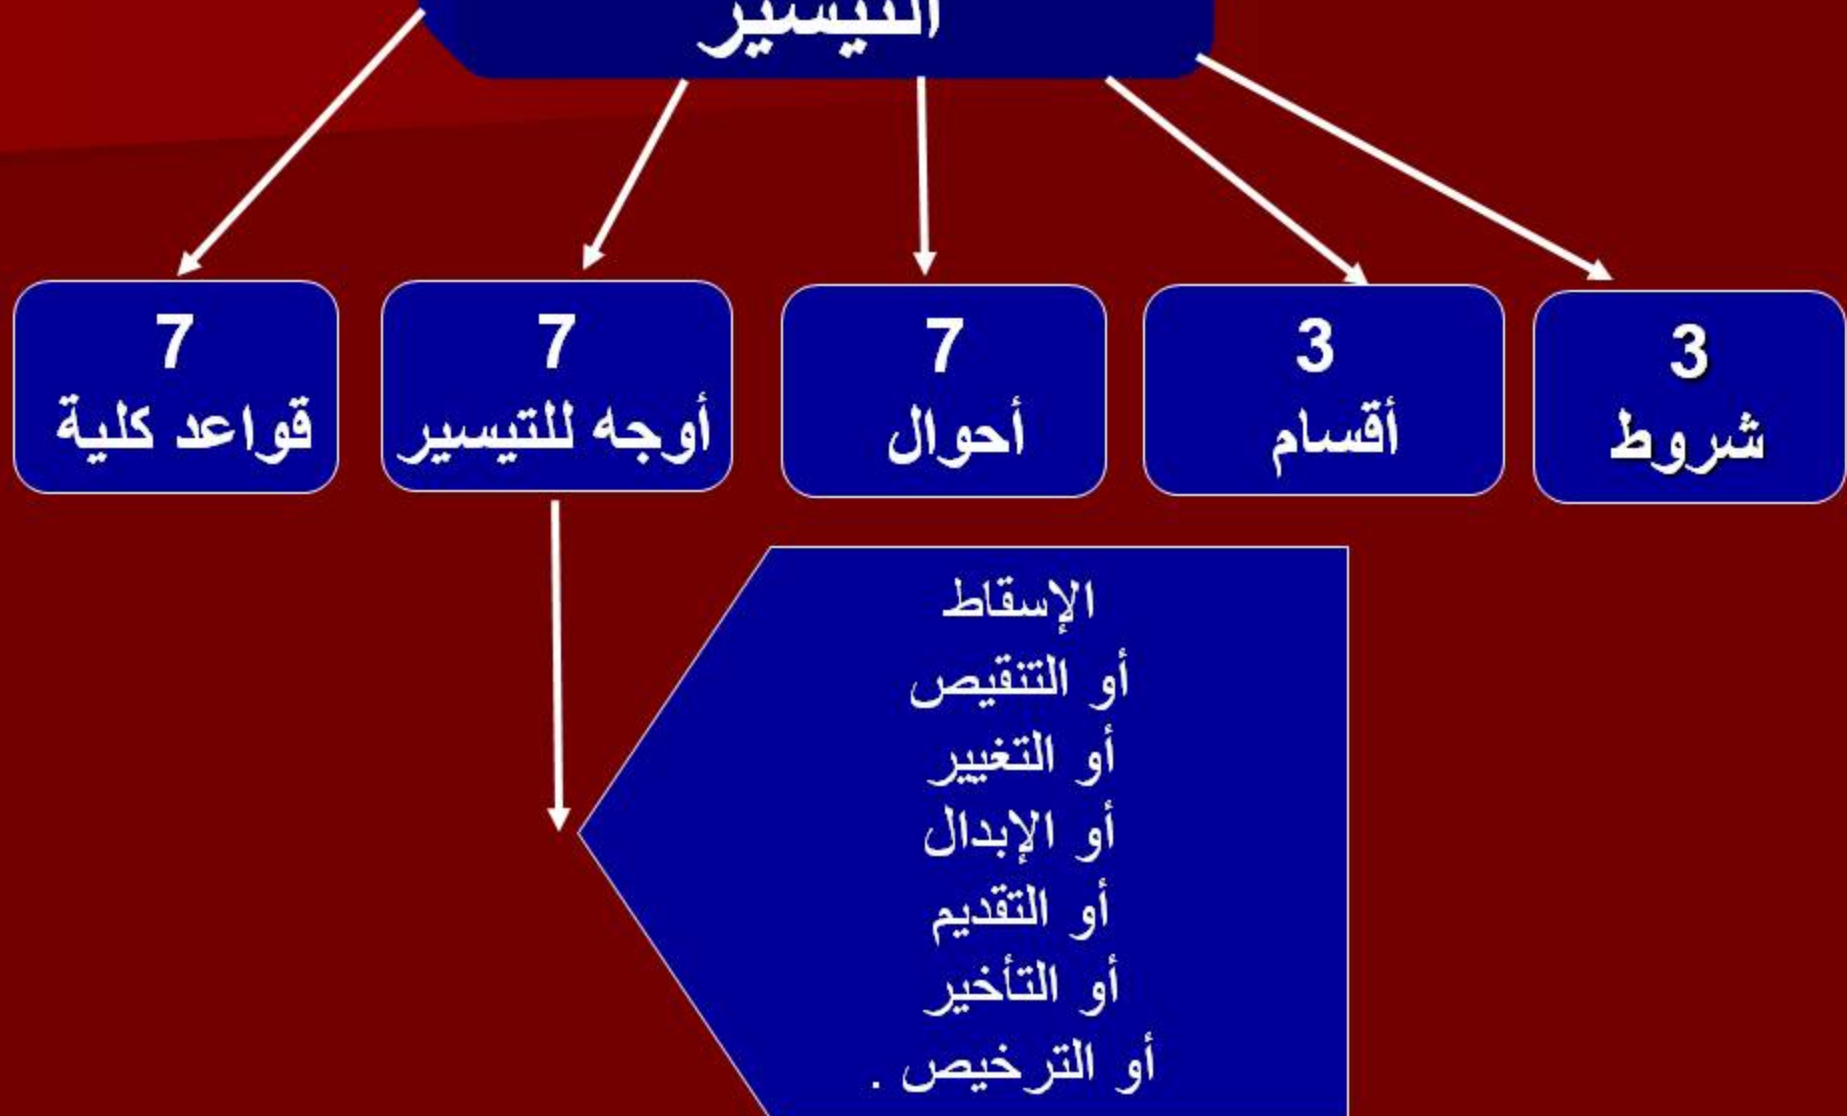 التيسير
3
شروط
3
أقسام
7
أحوال
7
أوجه للتيسير
7
قواعد كلية
الإسقاط
أو التنقيص
أو التغيير
أو الإبدال
أو التقديم
أو التأخير
أو الترخيص .